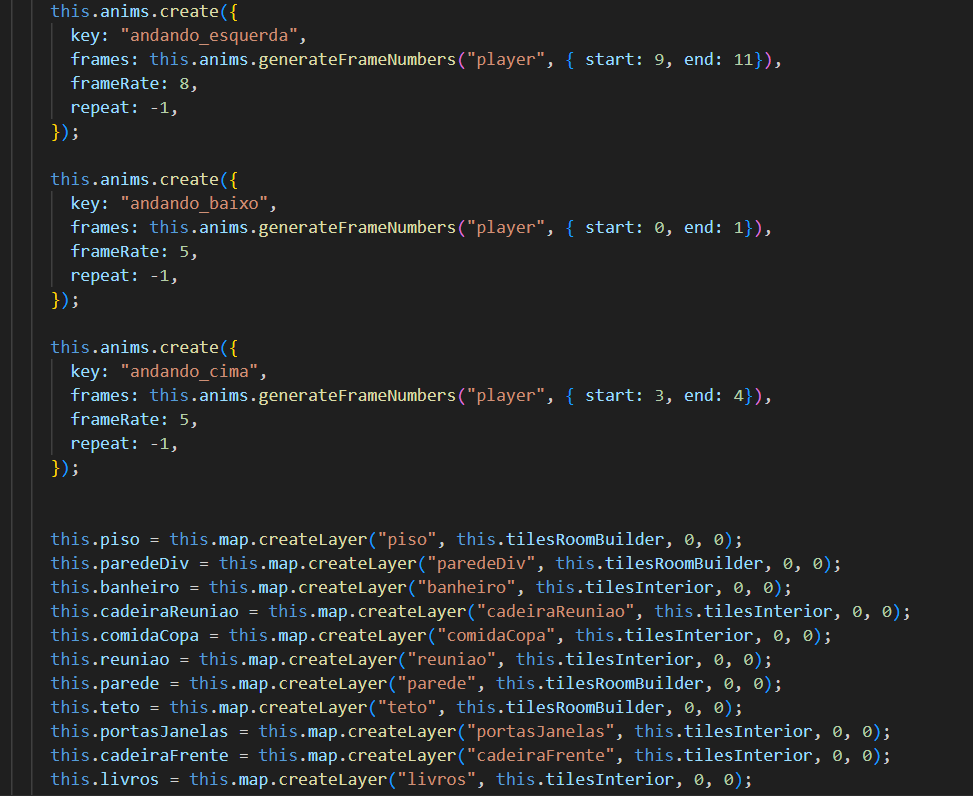 this.anims.create({
key: "andando_esquerda",
frames: this.anims.generateFrameNumbers("player", { start: 9, end: 11}),
frameRate: 8,
repeat: -1,
});
this.anims.create({
key: "andando_baixo",
frames: this.anims.generateFrameNumbers("player", { start: 0, end: 1}),
frameRate: 5,
repeat: -1,
});
this.anims.create({
key: "andando_cima",
frames: this.anims.generateFrameNumbers("player", { start: 3, end: 4}),
frameRate: 5,
repeat: -1,
});
this.piso = this.map.createLayer("piso", this.tilesRoomBuilder, 0, 0);
this.paredeDiv = this.map.createLayer("paredeDiv", this.tilesRoomBuilder, 0, 0);
this.banheiro = this.map.createLayer("banheiro", this.tilesInterior, 0, 0);
this.cadeiraReuniao = this.map.createLayer("cadeiraReuniao", this.tilesInterior, 0, 0);
this.comidaCopa = this.map.createLayer("comidaCopa", this.tilesInterior, 0, 0);
this.reuniao = this.map.createLayer("reuniao", this.tilesInterior, 0, 0);
this.parede = this.map.createLayer("parede", this.tilesRoomBuilder, 0, 0);
this.teto = this.map.createLayer("teto", this.tilesRoomBuilder, 0, 0);
this.portasJanelas = this.map.createLayer("portasJanelas", this.tilesInterior, 0, 0);
this.cadeiraFrente = this.map.createLayer("cadeiraFrente", this.tilesInterior, 0, 0);
this.livros = this.map.createLayer("livros", this.tilesInterior, 0, 0);